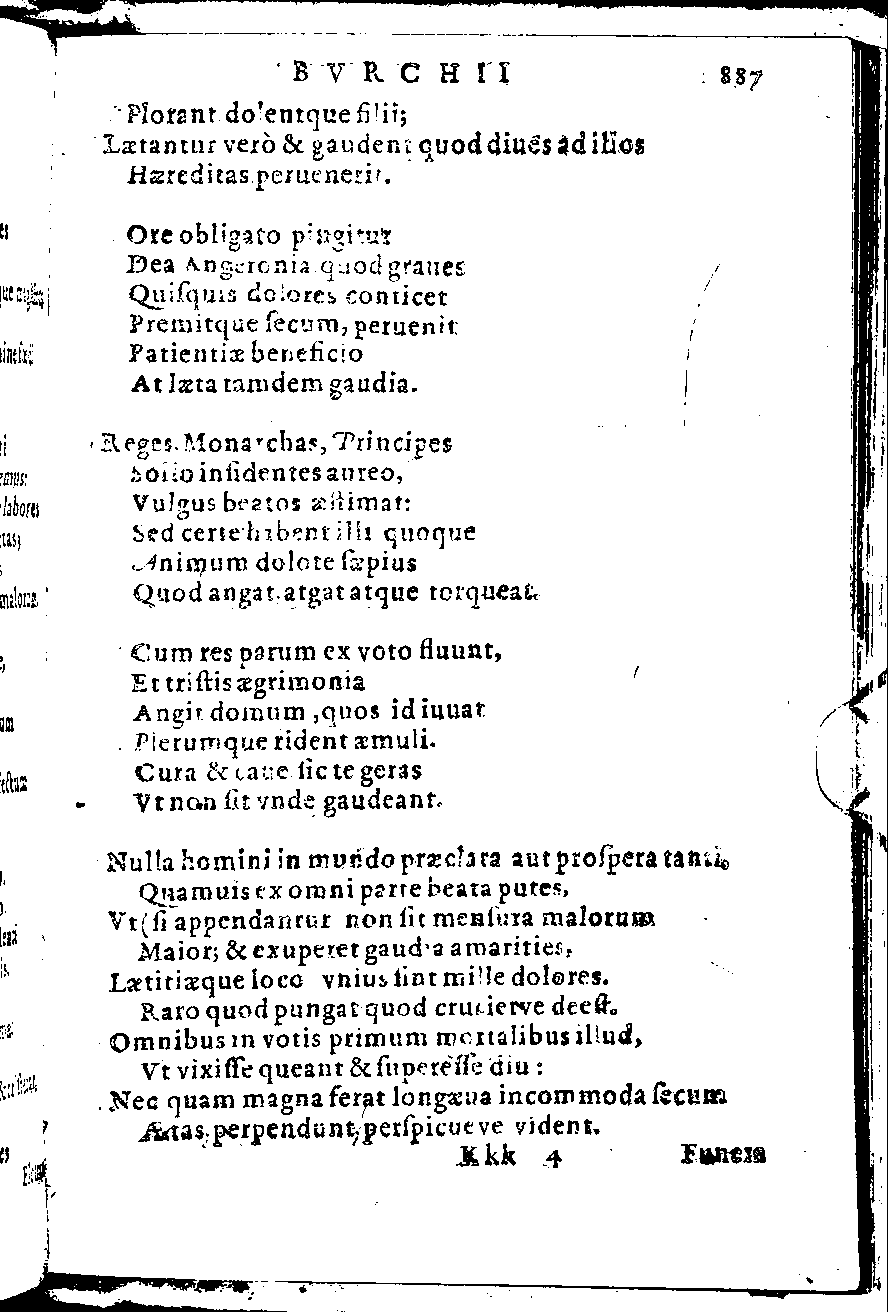 BVRCHII 887
Plorant dolentque filii;
Lætantur verò & gaudent quod diues ad illos
Hæreditas peruenerit.
Ore obligato pingitur
Dea Angeronia quod graues
Quiſquis dolores conticet
Premitque ſecum, peruenit
Patientiæ beneficio
At læta tamdem gaudia.
Reges, Monarchas, Principes
Solio inſidentes aureo,
Vulgus beatos æſtimat:
Sed certe habent illi quoque
Animum dolore ſæpius
Quod angat, atgat atque torqueat.
Cum res parum ex voto fluunt,
Et triſtis ægrimonia
Angit domum, quos id iuuat
Plerumque rident æmuli.
Cura & caue ſic te geras
Vt non ſit vnde gaudeant.
Nulla homini in mundo præclara aut proſpera tanti,
Quamuis ex omni parte beata putes,
Vt (ſi appendantur non ſit menſura malorum
Maior; & exuperet gaudia amarities,
Lætitiæque loco vnius ſint mille dolores.
Raro quod pungat quod crucietve deeſt.
Omnibus in votis primum mortalibus illud,
Vt vixiſſe queant & ſupereſſe diu:
Nec quam magna ferat longæua incommoda ſecum
Ætas, perpendunt, perſpicueve vident.
Kkk 4 Funera